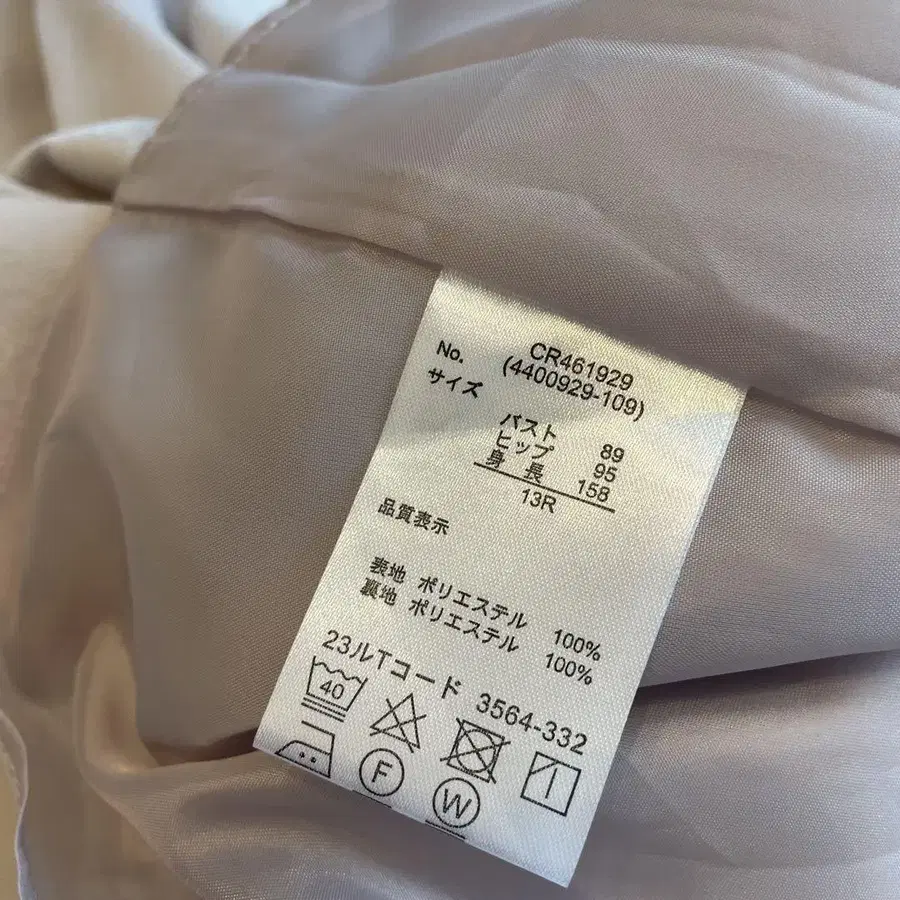 No. CR461929
(4400929-109)
サイズ
バスト 89
ヒップ 95
身長 158
13R
品質表示
表地 ポリエステル 100%
裏地 ポリエステル 100%
23ルTコード 3564-332
40
F
W